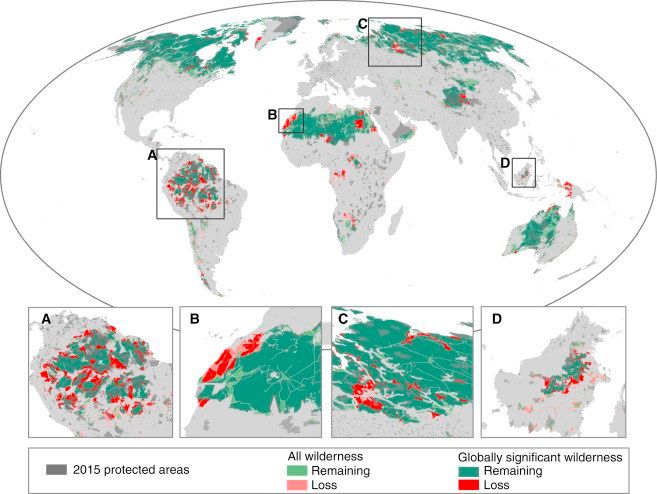 C
B
A
D
A
B
C
D
2015 protected areas
All wilderness
Remaining
Loss
Globally significant wilderness
Remaining
Loss